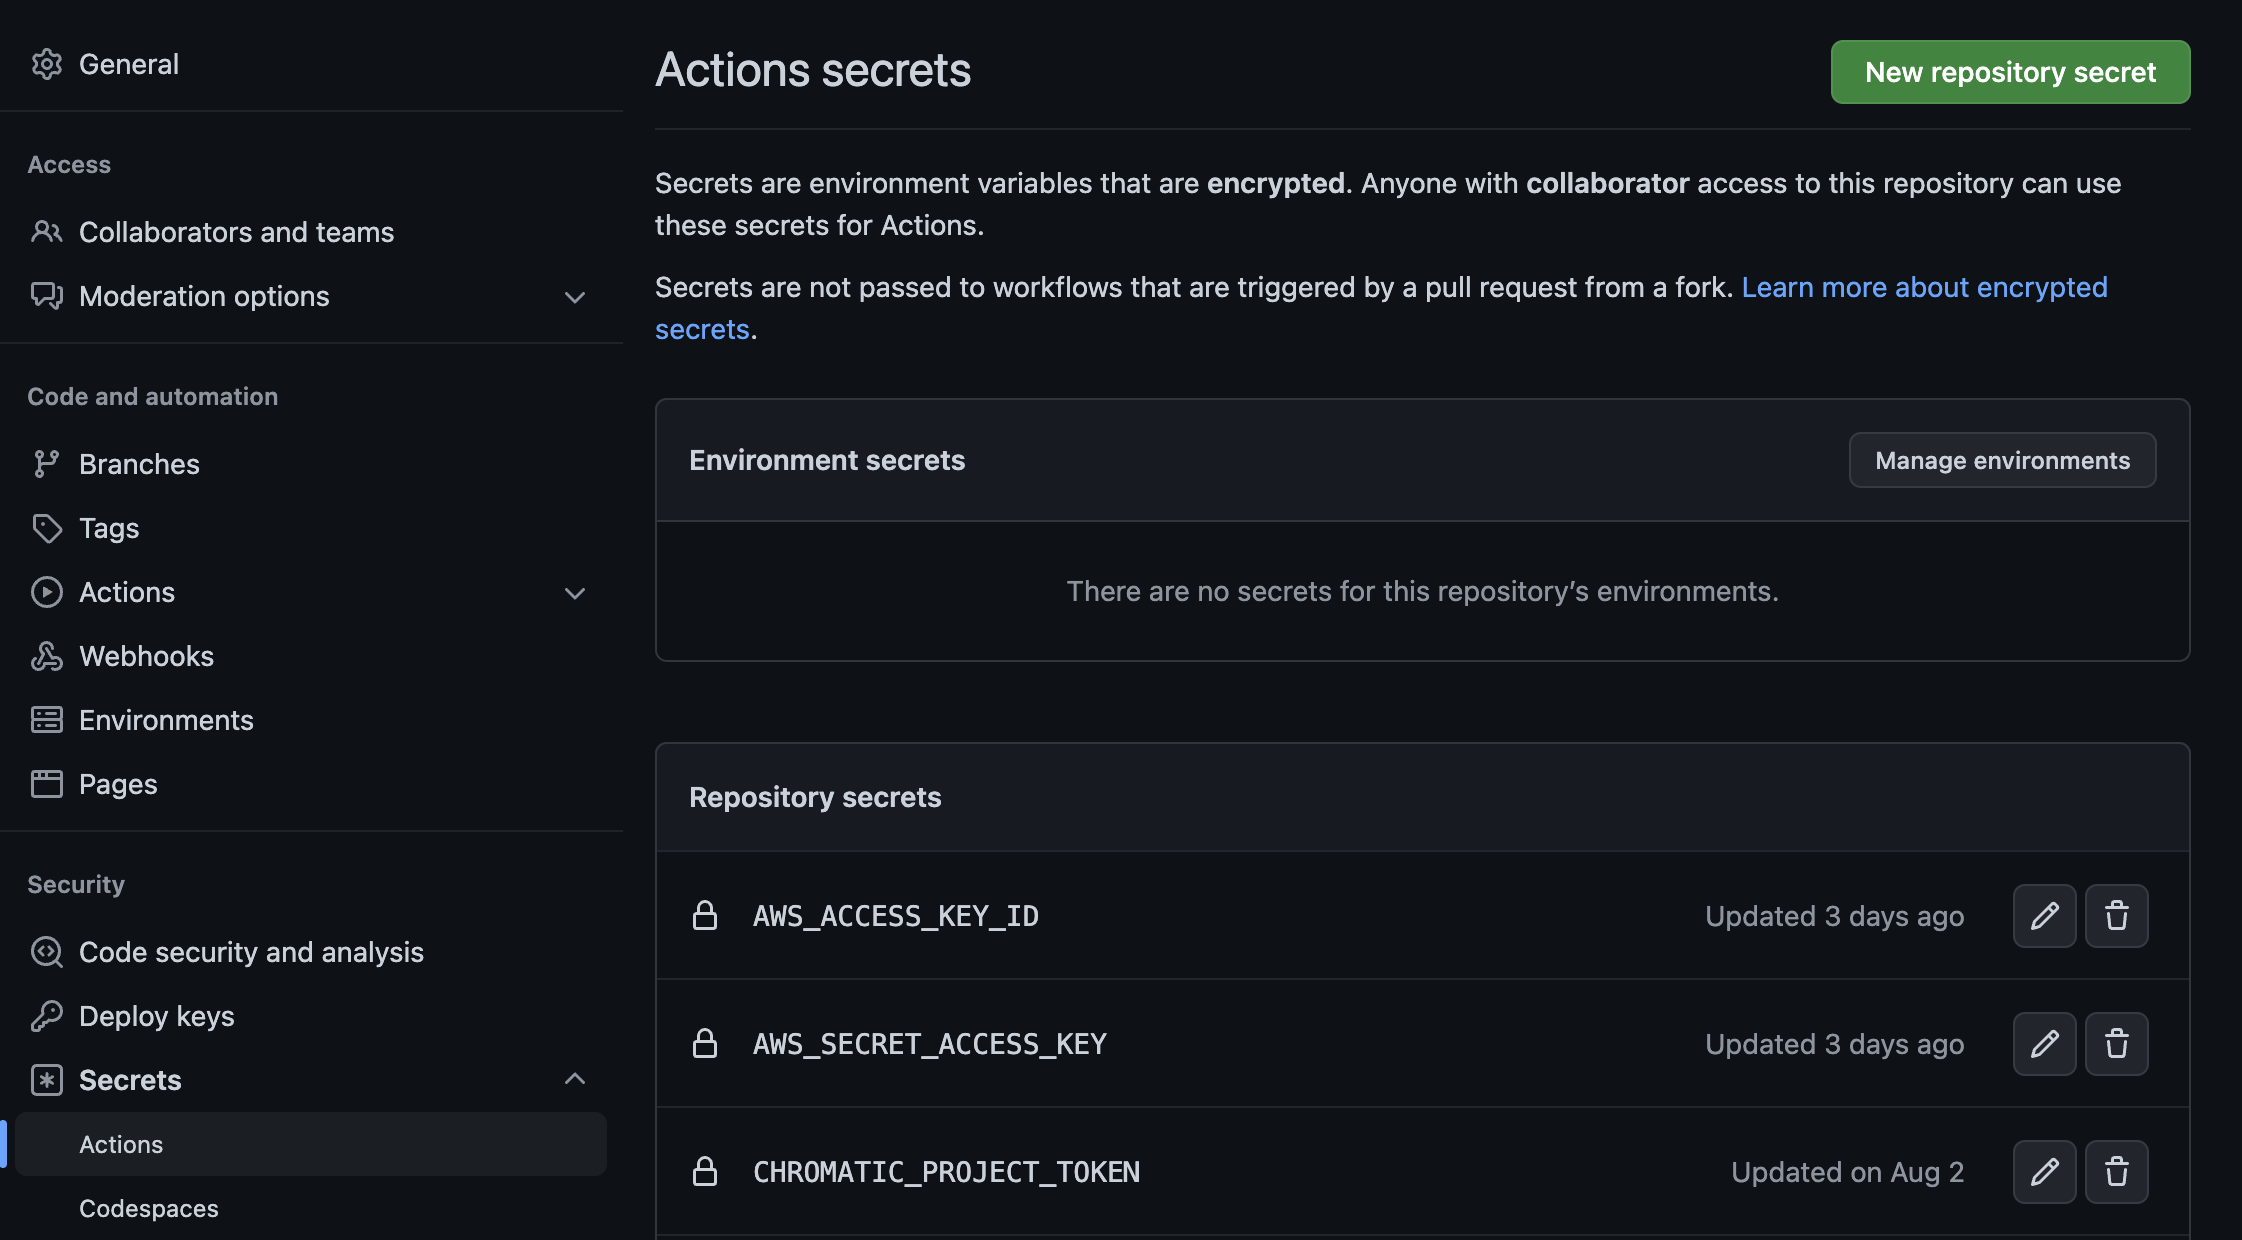 General
Access
Collaborators and teams
Moderation options
Code and automation
Branches
Tags
Actions
Webhooks
Environments
Pages
Security
Code security and analysis
Deploy keys
Secrets
Actions
Codespaces
Actions secrets
New repository secret
Secrets are environment variables that are encrypted. Anyone with collaborator access to this repository can use
these secrets for Actions.
Secrets are not passed to workflows that are triggered by a pull request from a fork. Learn more about encrypted
secrets.
Environment secrets
Manage environments
There are no secrets for this repository’s environments.
Repository secrets
AWS_ACCESS_KEY_ID Updated 3 days ago
AWS_SECRET_ACCESS_KEY Updated 3 days ago
CHROMATIC_PROJECT_TOKEN Updated on Aug 2